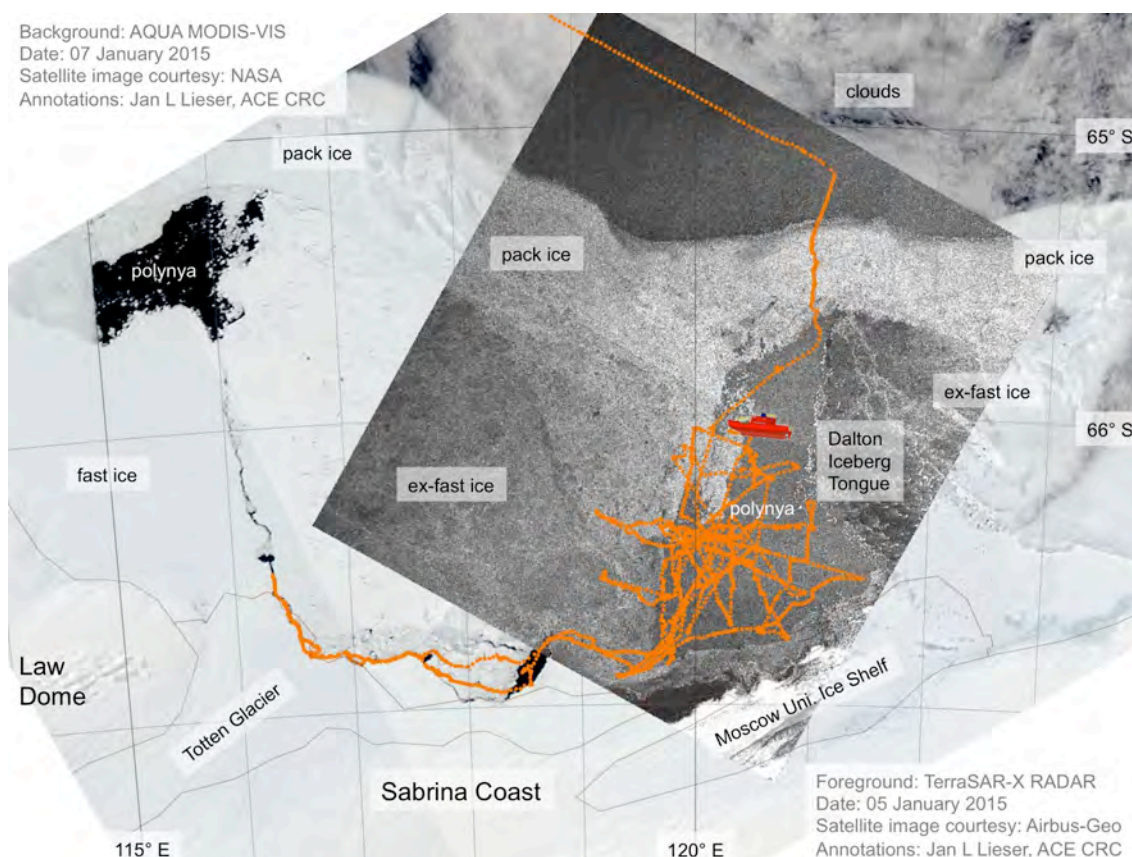 Background: AQUA MODIS-VIS
Date: 07 January 2015
Satellite image courtesy: NASA
Annotations: Jan L Lieser, ACE CRC
clouds
65° S
pack ice
pack ice
pack ice
polynya
ex-fast ice
66° S
Dalton
Iceberg
Tongue
fast ice
ex-fast ice
polynya
Law
Dome
Totten Glacier
Moscow Uni. Ice Shelf
Sabrina Coast
Foreground: TerraSAR-X RADAR
Date: 05 January 2015
Satellite image courtesy: Airbus-Geo
Annotations: Jan L Lieser, ACE CRC
115° E
120° E